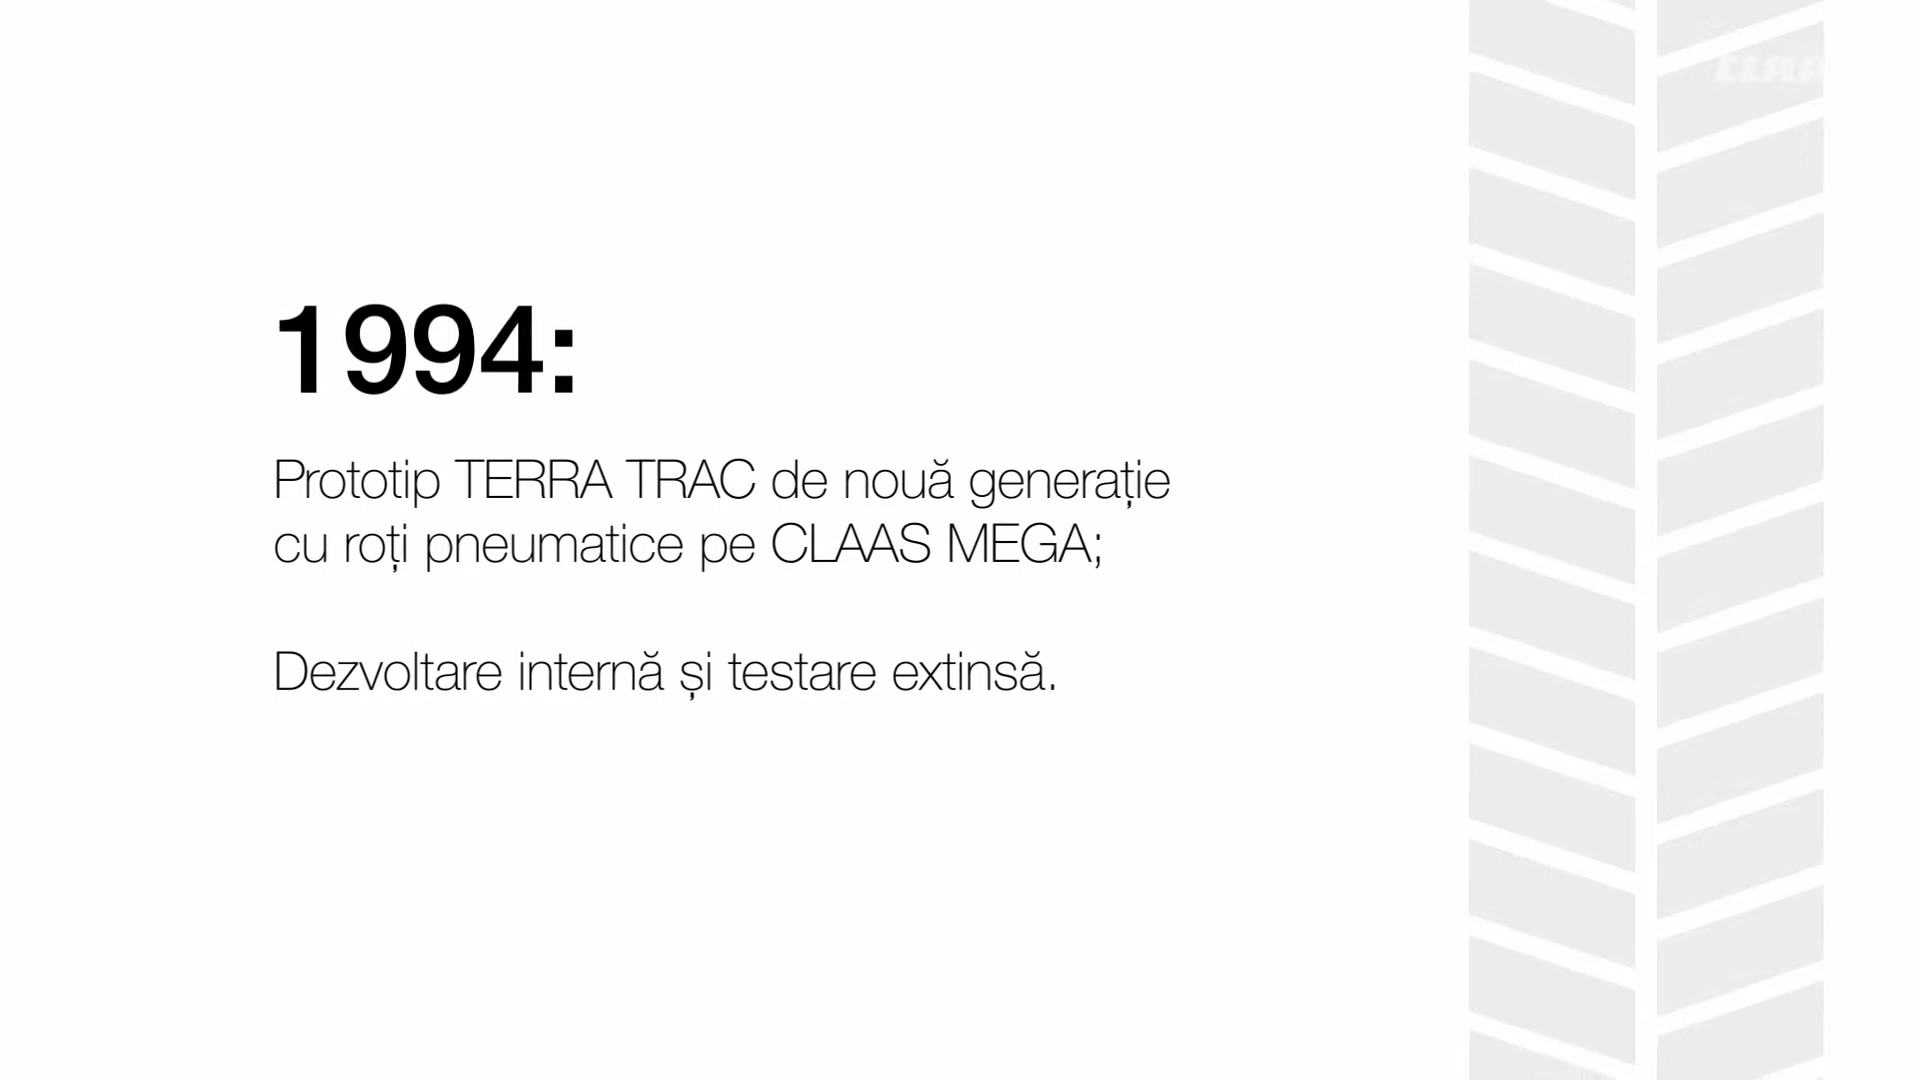 1994:
Prototip TERRA TRAC de nouă generație
cu roți pneumatice pe CLAAS MEGA;
Dezvoltare internă și testare extinsă.